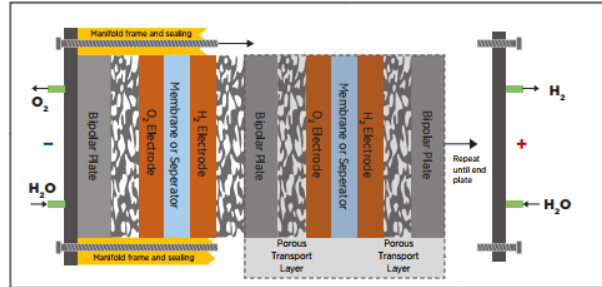 Manifold frame and sealing
O₂
H₂
Bipolar Plate
O₂ Electrode
Membrane or Seperator
H₂ Electrode
Bipolar Plate
O₂ Electrode
Membrane or Seperator
H₂ Electrode
Bipolar Plate
–
+
Repeat
until end
plate
H₂O
H₂O
Manifold frame and sealing
Porous
Transport
Layer
Porous
Transport
Layer